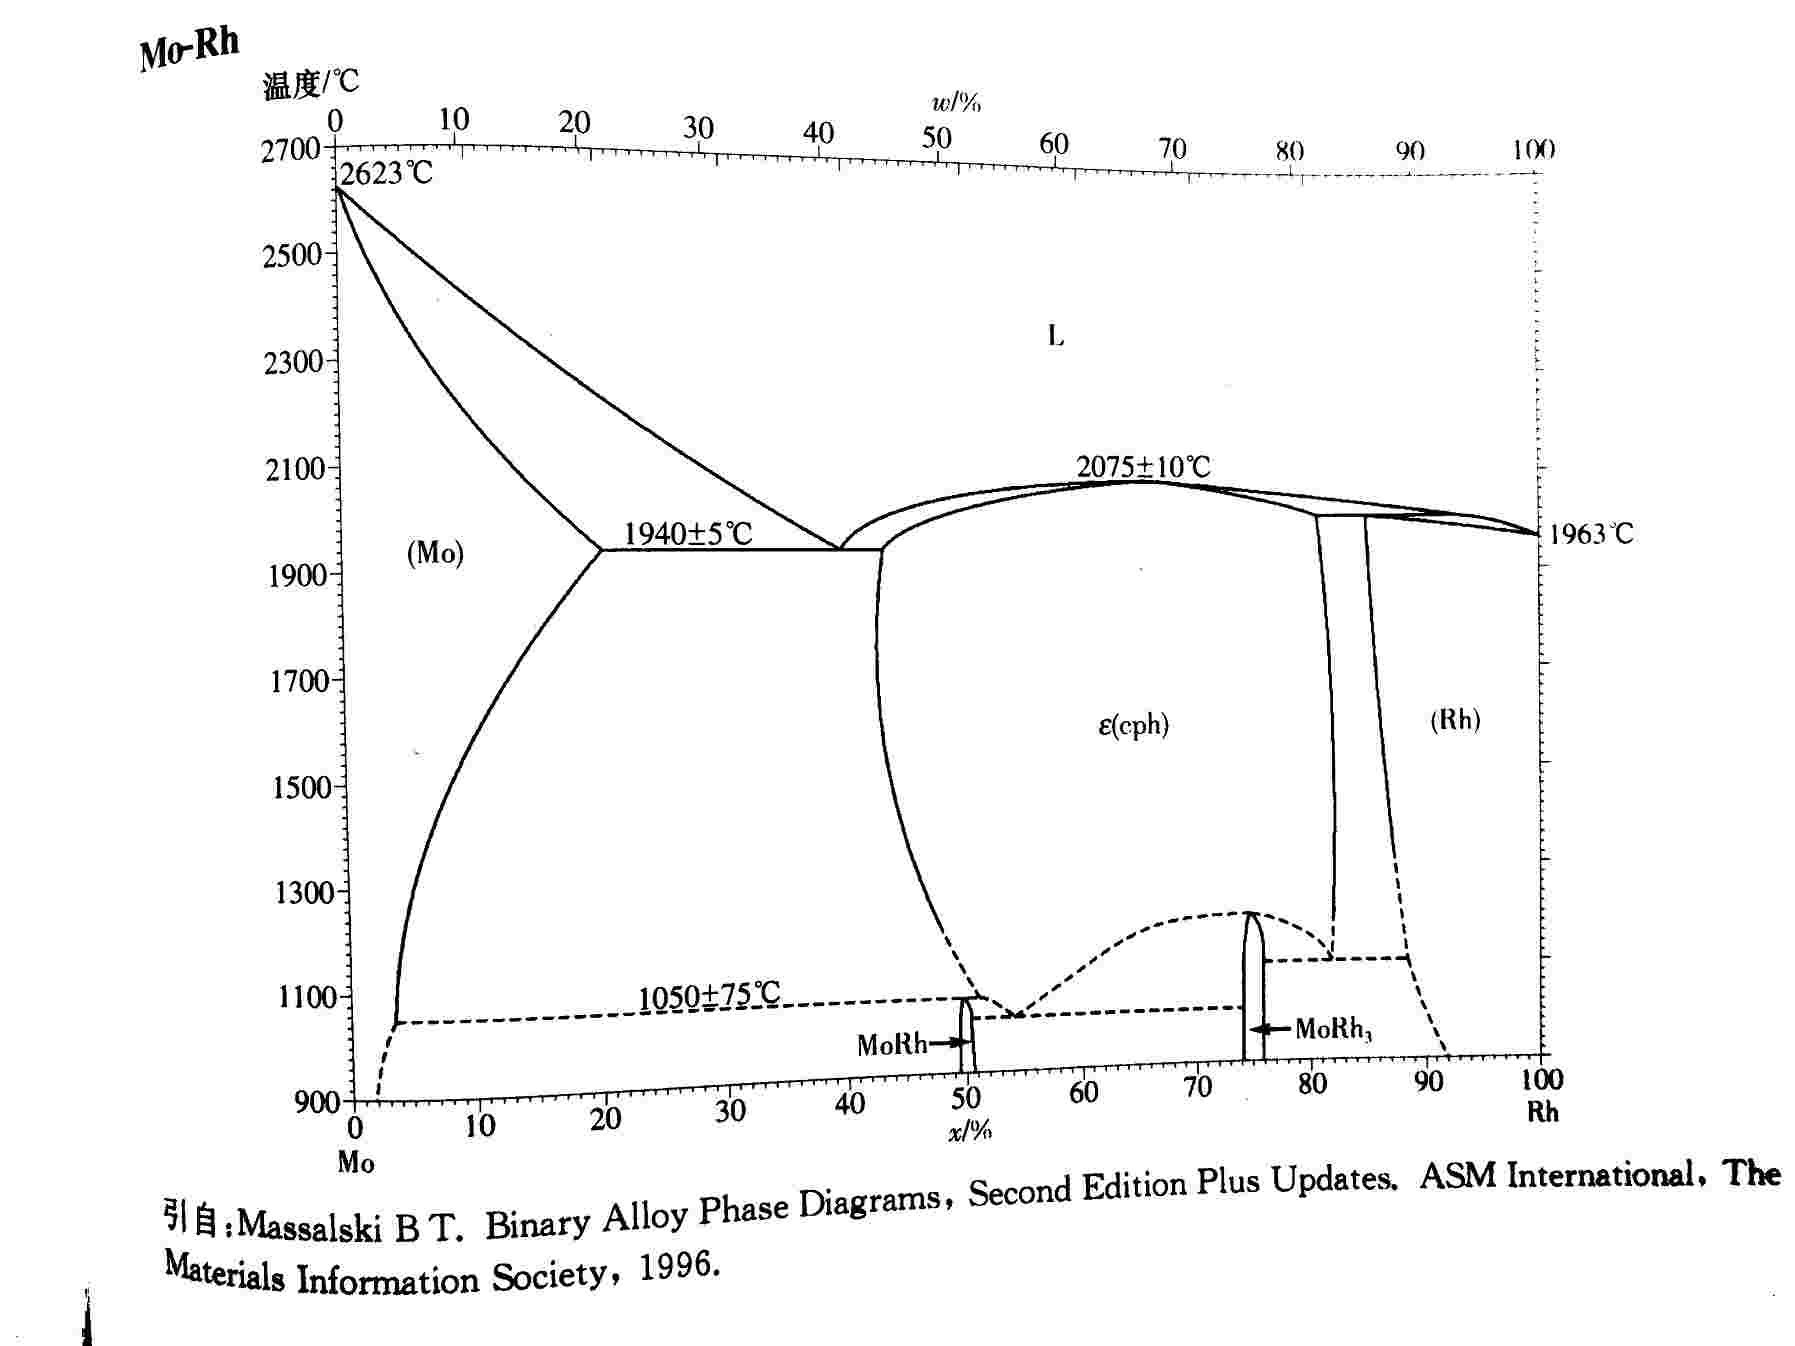 Mo-Rh
温度/℃
w/%
0 10 20 30 40 50 60 70 80 90 100
2700
2623℃
2500
2300
L
2100
2075±10℃
1940±5℃
1963℃
(Mo)
1900
1700
ε(cph)
(Rh)
1500
1300
1100
1050±75℃
MoRh
MoRh₃
900
0 10 20 30 40 50 60 70 80 90 100
x/%
Mo
Rh
引自:Massalski B T. Binary Alloy Phase Diagrams, Second Edition Plus Updates. ASM International, The
Materials Information Society, 1996.